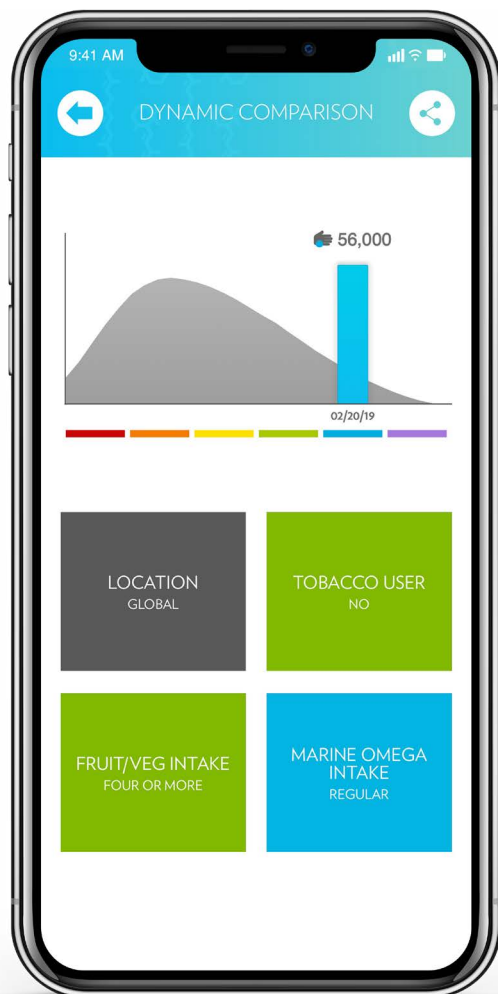 9:41 AM
DYNAMIC COMPARISON
56,000
02/20/19
LOCATION
GLOBAL
TOBACCO USER
NO
FRUIT/VEG INTAKE
FOUR OR MORE
MARINE OMEGA
INTAKE
REGULAR